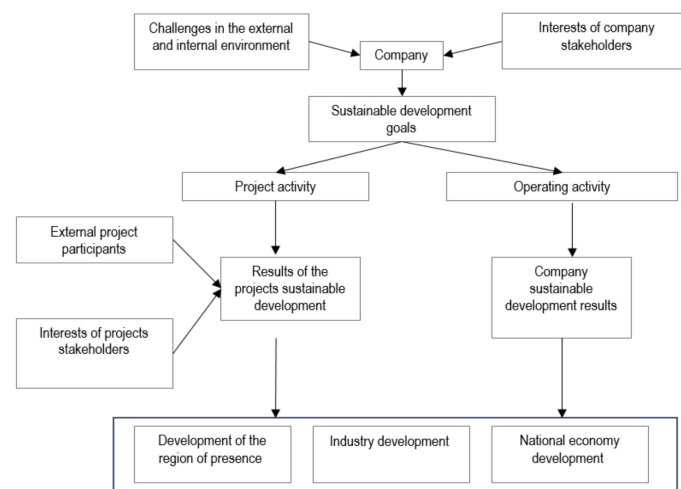 Challenges in the external
and internal environment
Interests of company
stakeholders
Company
Sustainable development
goals
Project activity
Operating activity
External project
participants
Results of the
projects sustainable
development
Company
sustainable
development results
Interests of projects
stakeholders
Development of the
region of presence
Industry development
National economy
development